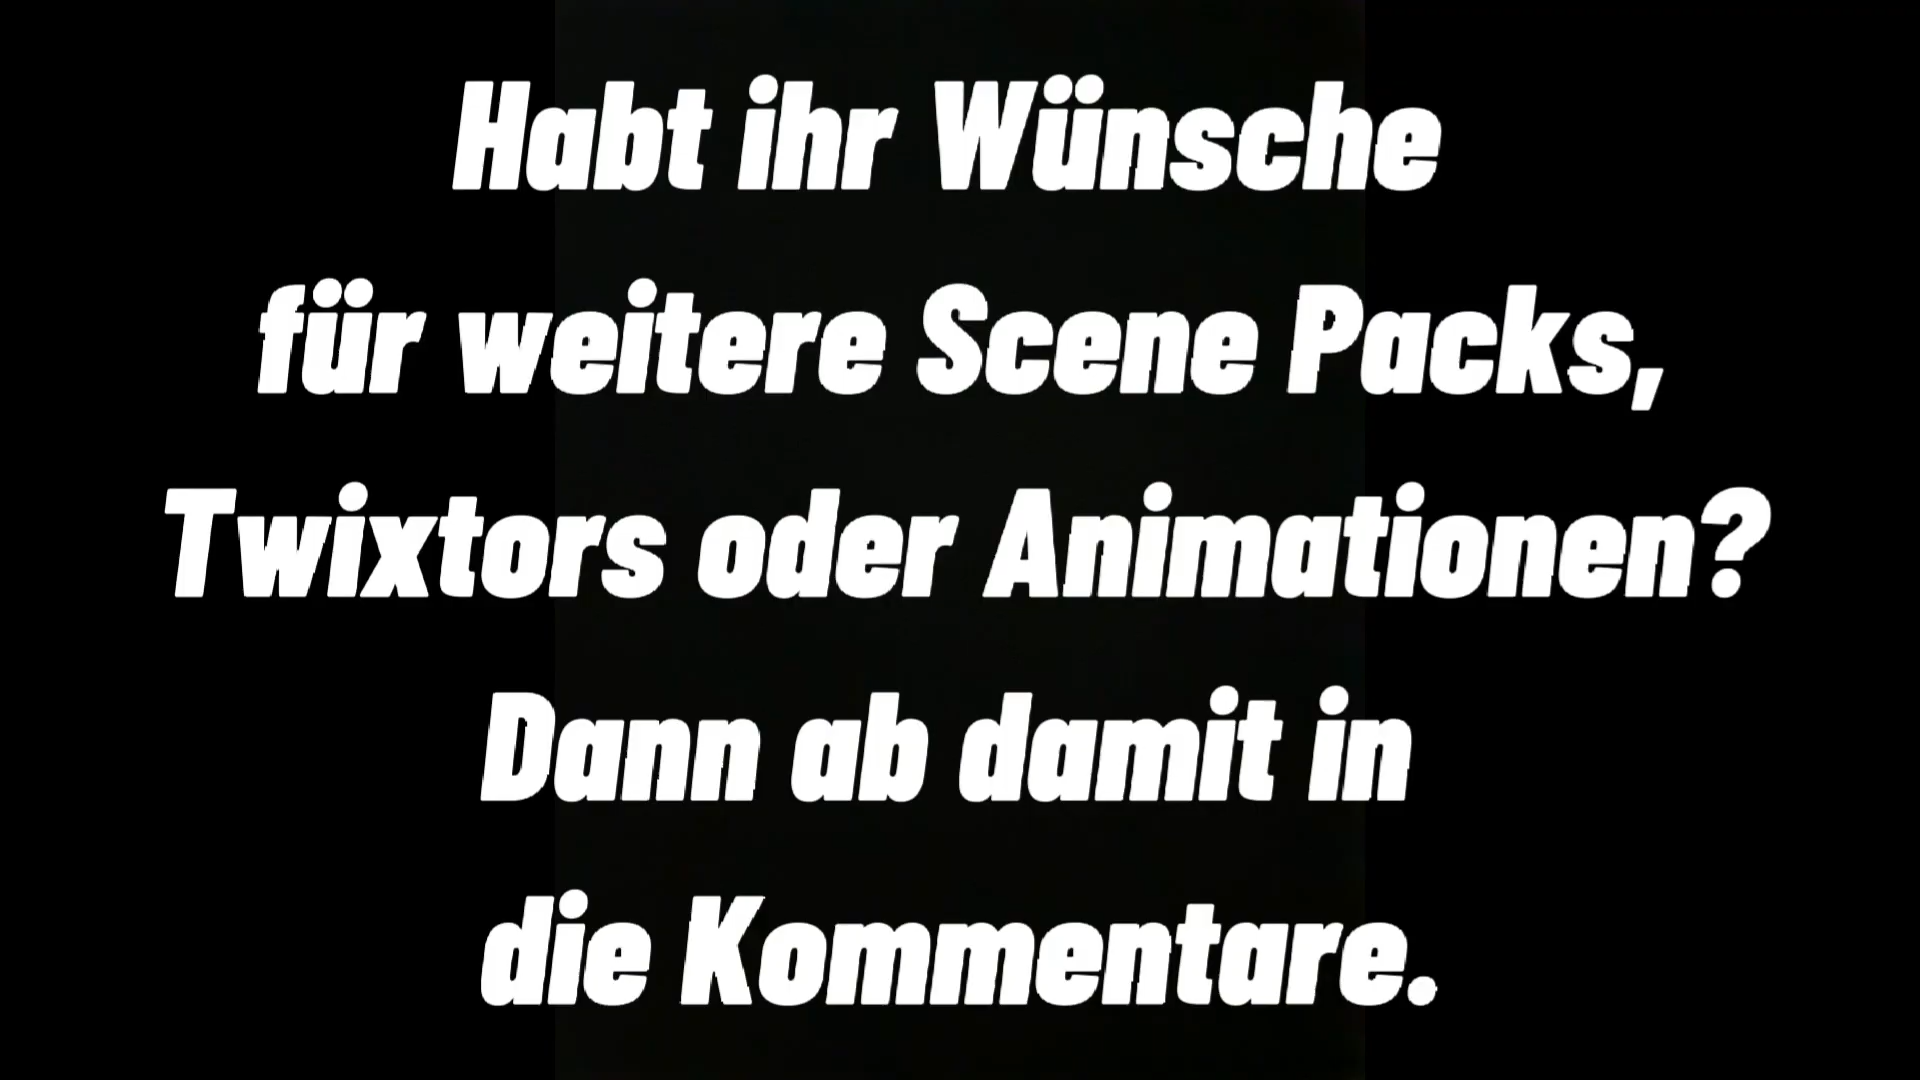 Habt ihr Wünsche
für weitere Scene Packs,
Twixtors oder Animationen?
Dann ab damit in
die Kommentare.